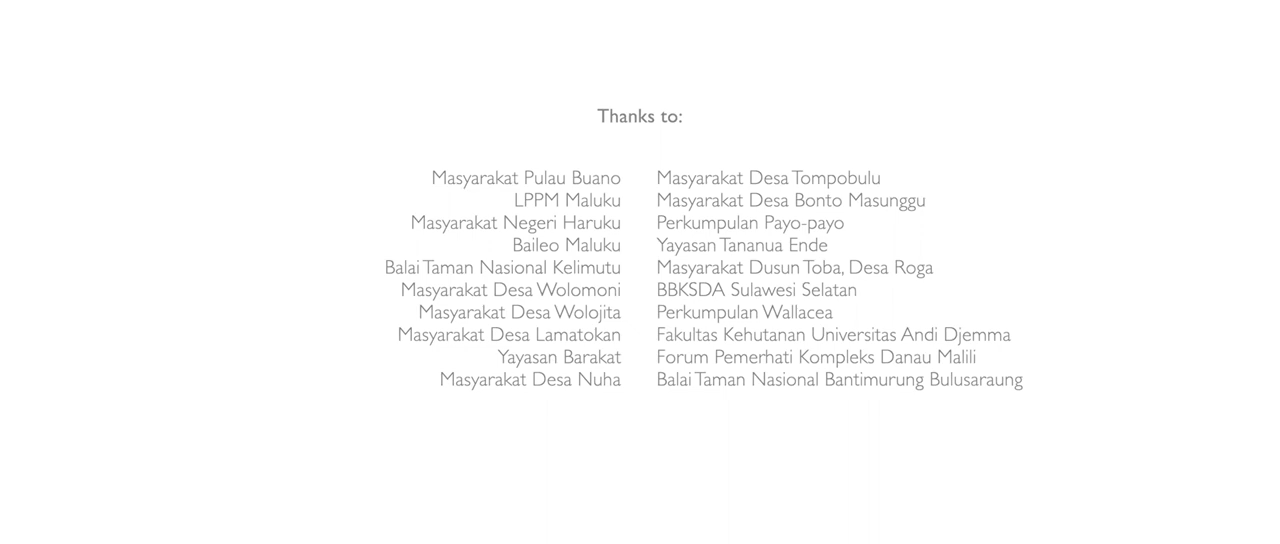 Thanks to:
Masyarakat Pulau Buano
LPPM Maluku
Masyarakat Negeri Haruku
Baileo Maluku
Balai Taman Nasional Kelimutu
Masyarakat Desa Wolomoni
Masyarakat Desa Wolojita
Masyarakat Desa Lamatokan
Yayasan Barakat
Masyarakat Desa Nuha
Masyarakat Desa Tompobulu
Masyarakat Desa Bonto Masunggu
Perkumpulan Payo-payo
Yayasan Tananua Ende
Masyarakat Dusun Toba, Desa Roga
BBKSDA Sulawesi Selatan
Perkumpulan Wallacea
Fakultas Kehutanan Universitas Andi Djemma
Forum Pemerhati Kompleks Danau Malili
Balai Taman Nasional Bantimurung Bulusaraung